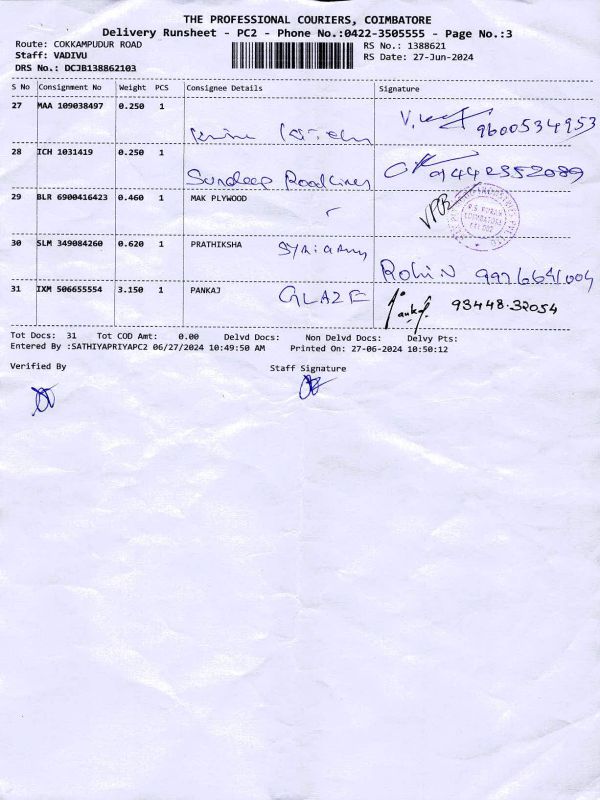 THE PROFESSIONAL COURIERS, COIMBATORE
Delivery Runsheet - PC2 - Phone No.:0422-3505555 - Page No.:3
Route: COKKAMPUDUR ROAD
RS No.: 1388621
Staff: VADIVU
RS Date: 27-Jun-2024
DRS No.: DCJB138862103
S No Consignment No Weight PCS Consignee Details Signature
27 MAA 109038497 0.250 1
9600534953
28 ICH 1031419 0.250 1
Sundeep Roadlines 9442352089
29 BLR 6900416423 0.460 1 MAK PLYWOOD
30 SLM 349084260 0.620 1 PRATHIKSHA
Rohin
31 IXM 506655554 3.150 1 PANKAJ GLAZE Pankaj 93448.32054
Tot Docs: 31 Tot COD Amt: 0.00 Delvd Docs: Non Delvd Docs: Delvy Pts:
Entered By :SATHIYAPRIYAPC2 06/27/2024 10:49:50 AM Printed On: 27-06-2024 10:50:12
Verified By Staff Signature